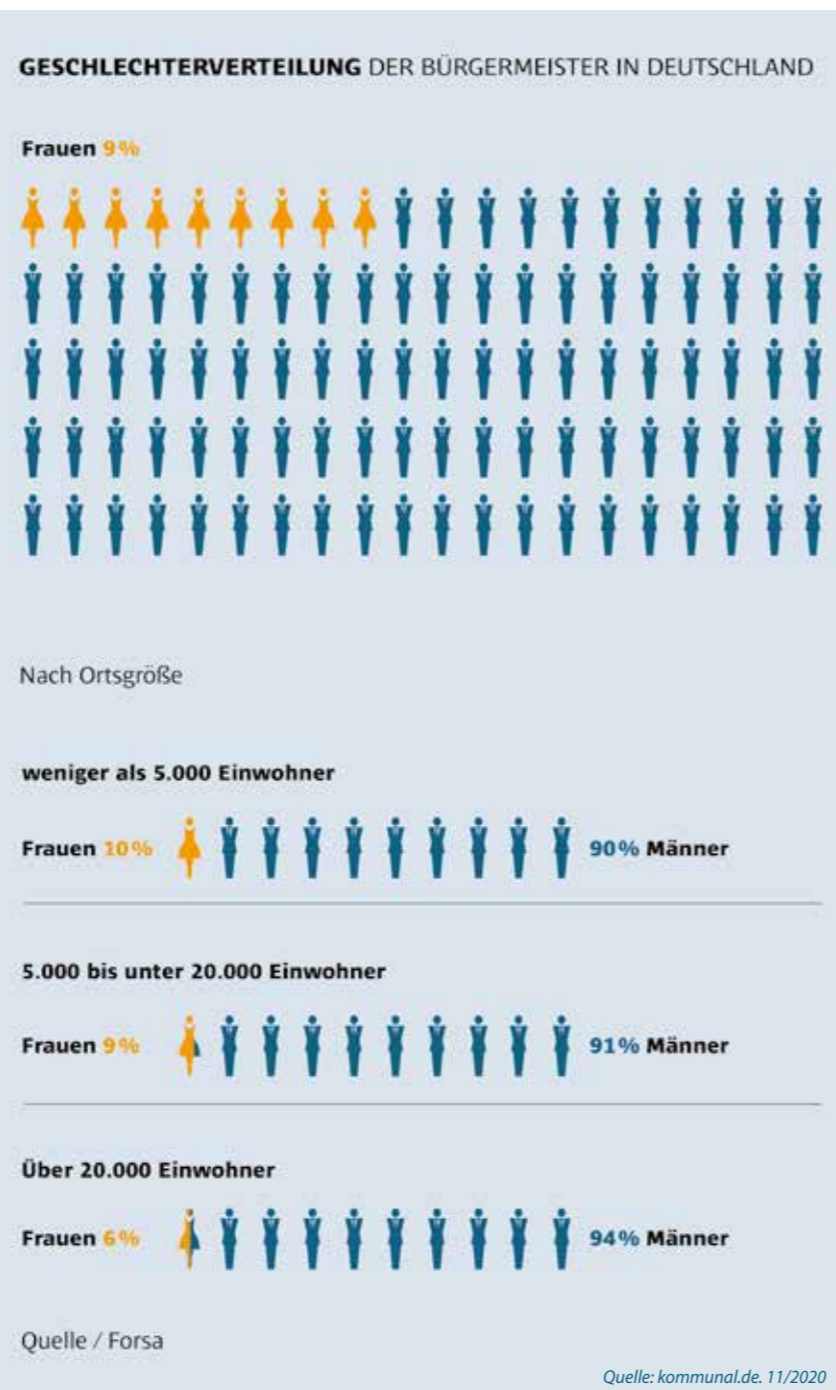 GESCHLECHTERVERTEILUNG DER BÜRGERMEISTER IN DEUTSCHLAND
Frauen 9%
Nach Ortsgröße
weniger als 5.000 Einwohner
Frauen 10% 90% Männer
5.000 bis unter 20.000 Einwohner
Frauen 9% 91% Männer
Über 20.000 Einwohner
Frauen 6% 94% Männer
Quelle / Forsa
Quelle: kommunal.de. 11/2020